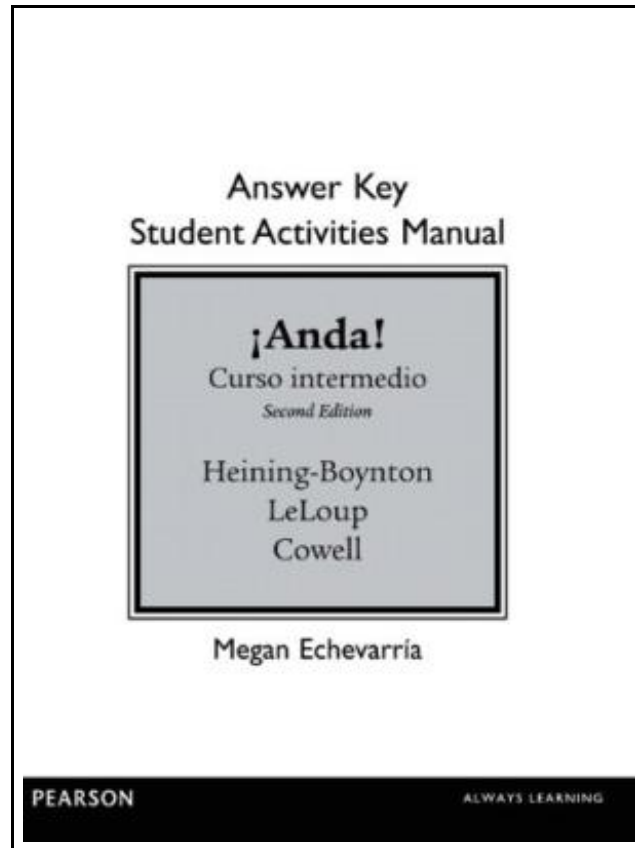 Answer Key
Student Activities Manual
¡Anda!
Curso intermedio
Second Edition
Heining-Boynton
LeLoup
Cowell
Megan Echevarría
PEARSON
ALWAYS LEARNING